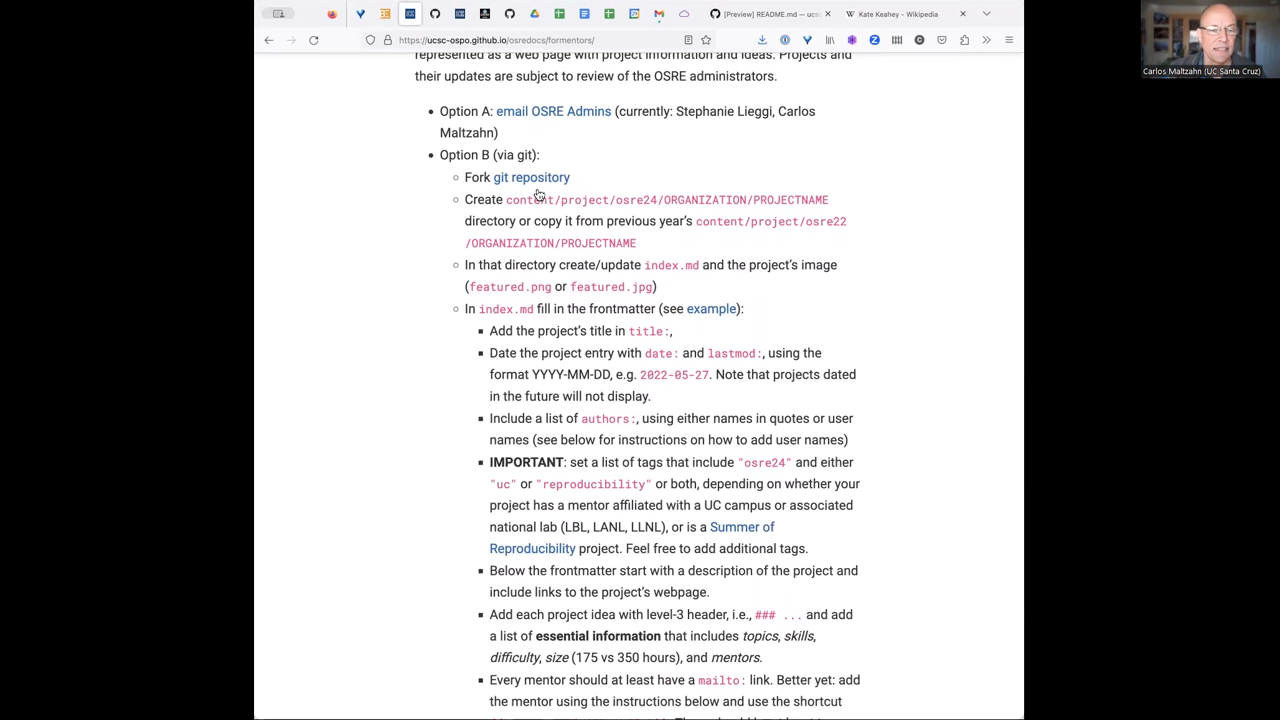 [Preview] README.md — ucs
Kate Keahey - Wikipedia
https://ucsc-ospo.github.io/osredocs/formentors/
Carlos Maltzahn (UC Santa Cruz)
represented as a web page with project information and ideas. Projects and
their updates are subject to review of the OSRE administrators.
• Option A: email OSRE Admins (currently: Stephanie Lieggi, Carlos
Maltzahn)
• Option B (via git):
◦ Fork git repository
◦ Create content/project/osre24/ORGANIZATION/PROJECTNAME
directory or copy it from previous year's content/project/osre22
/ORGANIZATION/PROJECTNAME
◦ In that directory create/update index.md and the project's image
(featured.png or featured.jpg)
◦ In index.md fill in the frontmatter (see example):
▪ Add the project's title in title:,
▪ Date the project entry with date: and lastmod:, using the
format YYYY-MM-DD, e.g. 2022-05-27. Note that projects dated
in the future will not display.
▪ Include a list of authors:, using either names in quotes or user
names (see below for instructions on how to add user names)
▪ IMPORTANT: set a list of tags that include "osre24" and either
"uc" or "reproducibility" or both, depending on whether your
project has a mentor affiliated with a UC campus or associated
national lab (LBL, LANL, LLNL), or is a Summer of
Reproducibility project. Feel free to add additional tags.
▪ Below the frontmatter start with a description of the project and
include links to the project's webpage.
▪ Add each project idea with level-3 header, i.e., ### ... and add
a list of essential information that includes topics, skills,
difficulty, size (175 vs 350 hours), and mentors.
▪ Every mentor should at least have a mailto: link. Better yet: add
the mentor using the instructions below and use the shortcut